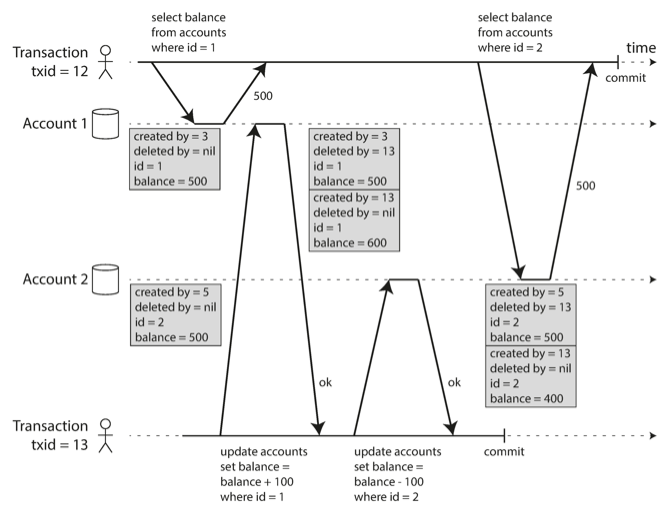 select balance
from accounts
where id = 1
select balance
from accounts
where id = 2
time
Transaction
txid = 12
commit
500
Account 1
created by = 3
deleted by = nil
id = 1
balance = 500
created by = 3
deleted by = 13
id = 1
balance = 500
created by = 13
deleted by = nil
id = 1
balance = 600
500
Account 2
created by = 5
deleted by = nil
id = 2
balance = 500
created by = 5
deleted by = 13
id = 2
balance = 500
created by = 13
deleted by = nil
id = 2
balance = 400
ok
ok
Transaction
txid = 13
update accounts
set balance =
balance + 100
where id = 1
update accounts
set balance =
balance - 100
where id = 2
commit